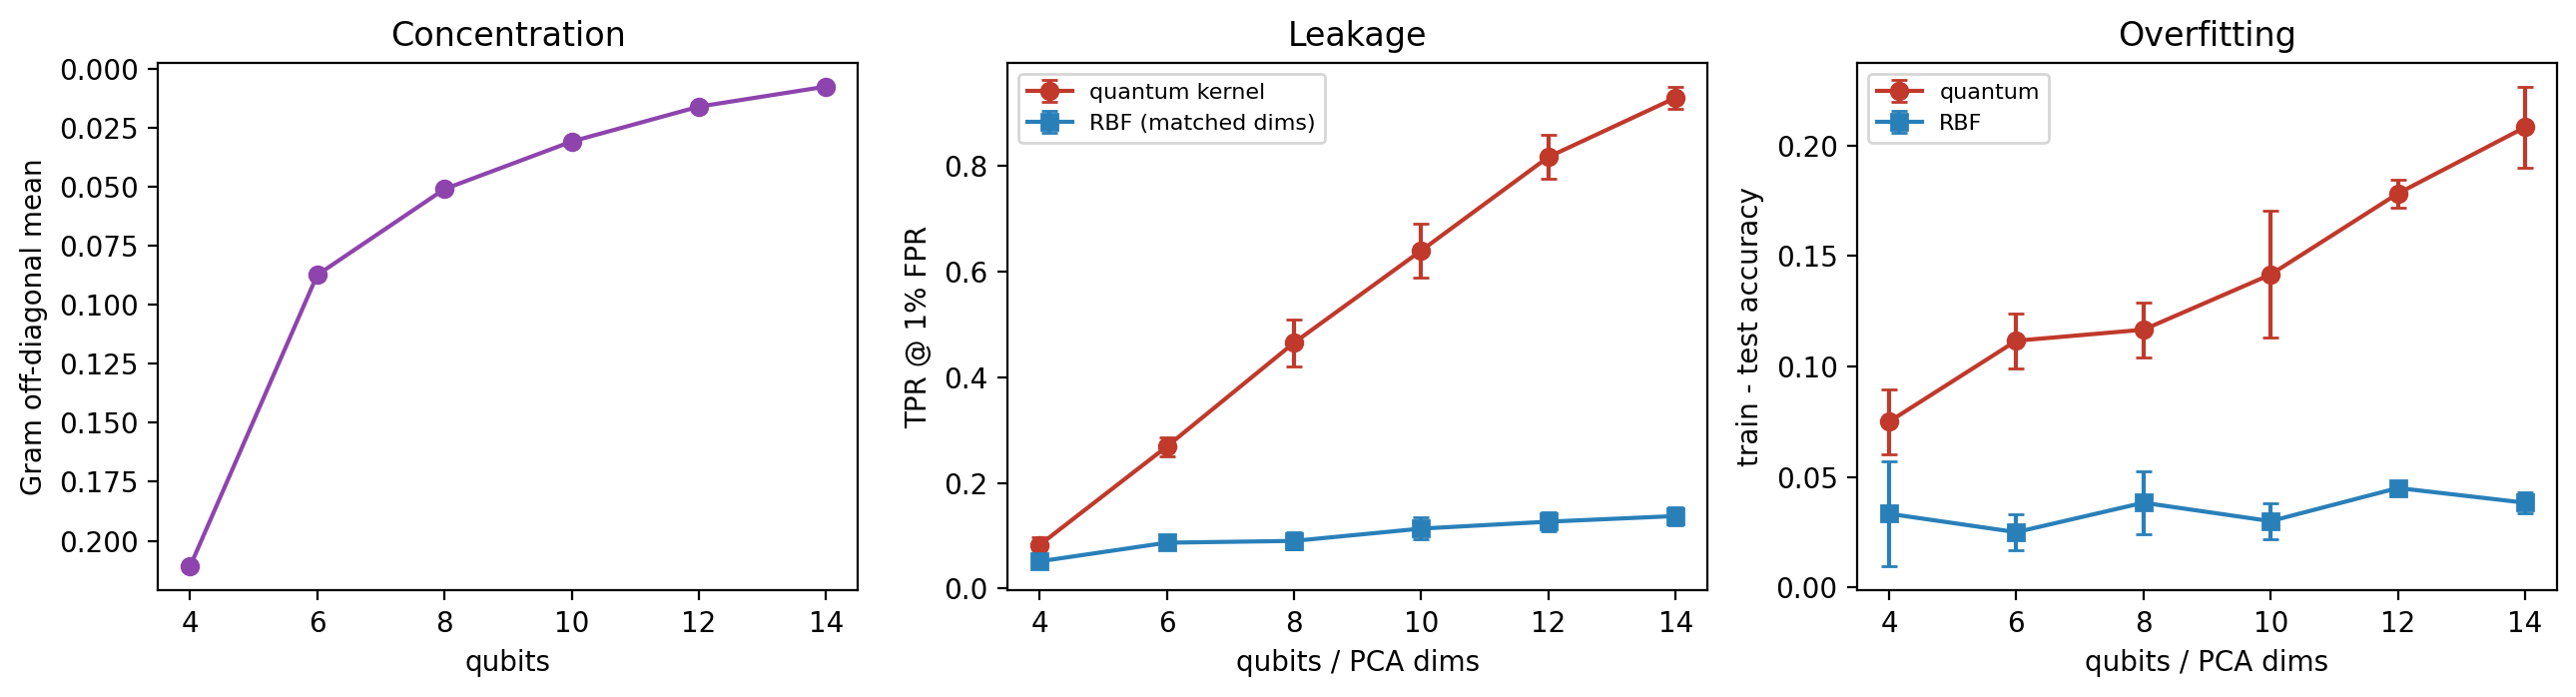 Concentration
Gram off-diagonal mean
0.000
0.025
0.050
0.075
0.100
0.125
0.150
0.175
0.200
4 6 8 10 12 14
qubits
Leakage
TPR @ 1% FPR
quantum kernel
RBF (matched dims)
0.8
0.6
0.4
0.2
0.0
4 6 8 10 12 14
qubits / PCA dims
Overfitting
train - test accuracy
quantum
RBF
0.20
0.15
0.10
0.05
0.00
4 6 8 10 12 14
qubits / PCA dims